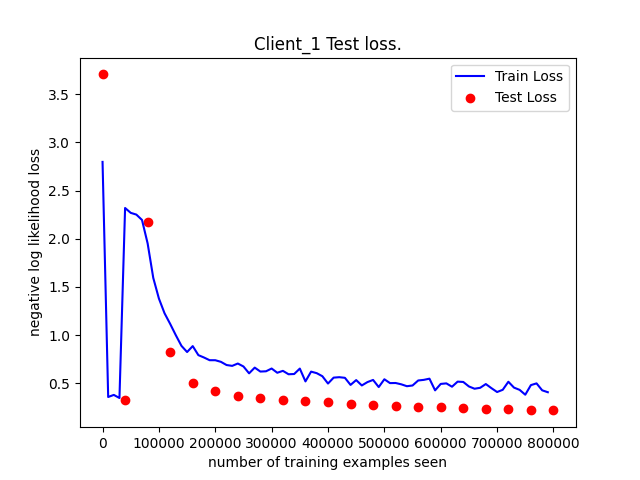 Client_1 Test loss.
Train Loss
Test Loss
negative log likelihood loss
3.5
3.0
2.5
2.0
1.5
1.0
0.5
0 100000 200000 300000 400000 500000 600000 700000 800000
number of training examples seen